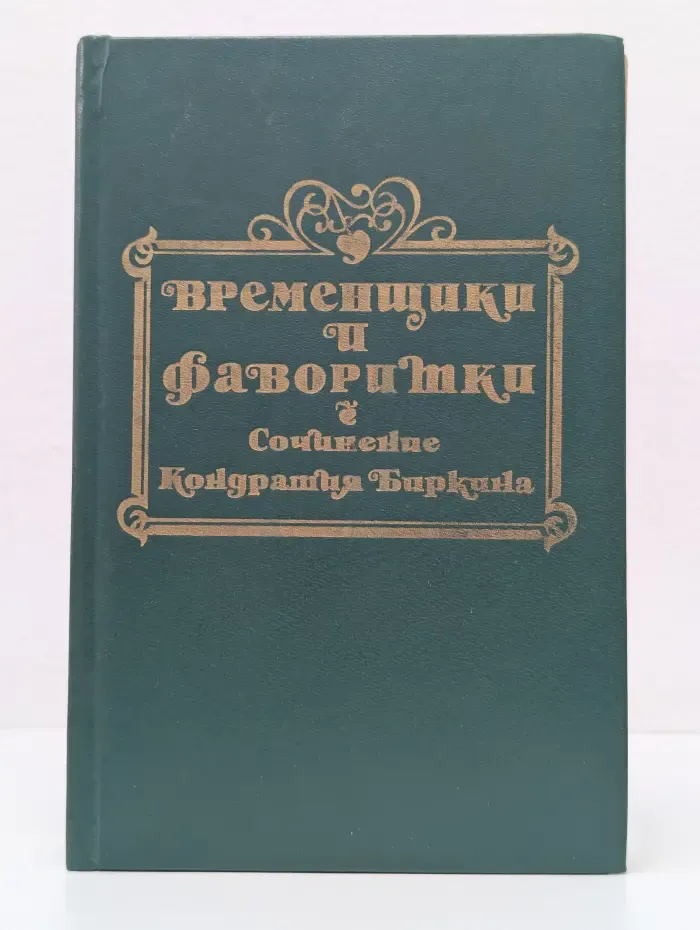 Временщики
и
фаворитки
Сочинение
Кондратия Биркина